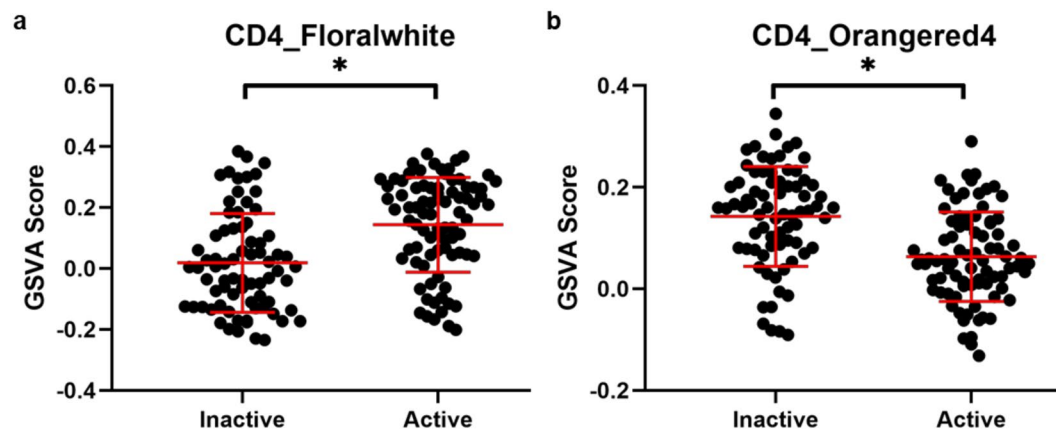 a
CD4_Floralwhite
*
0.6
0.4
0.2
0.0
-0.2
-0.4
GSVA Score
Inactive
Active
b
CD4_Orangered4
*
0.4
0.2
0.0
-0.2
GSVA Score
Inactive
Active